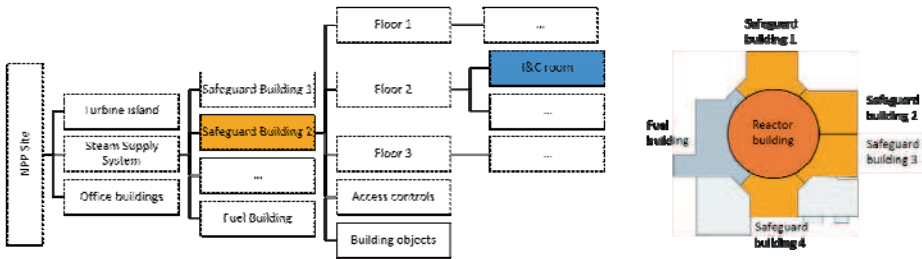 NPP Site
Turbine Island
Steam Supply
System
Office buildings
Safeguard Building 1
Safeguard Building 2
...
Fuel Building
Floor 1
Floor 2
Floor 3
Access controls
Building objects
...
I&C room
...
...
Safeguard
building 1
Safeguard
building 2
Safeguard
building 3
Fuel
building
Reactor
building
Safeguard
building 4